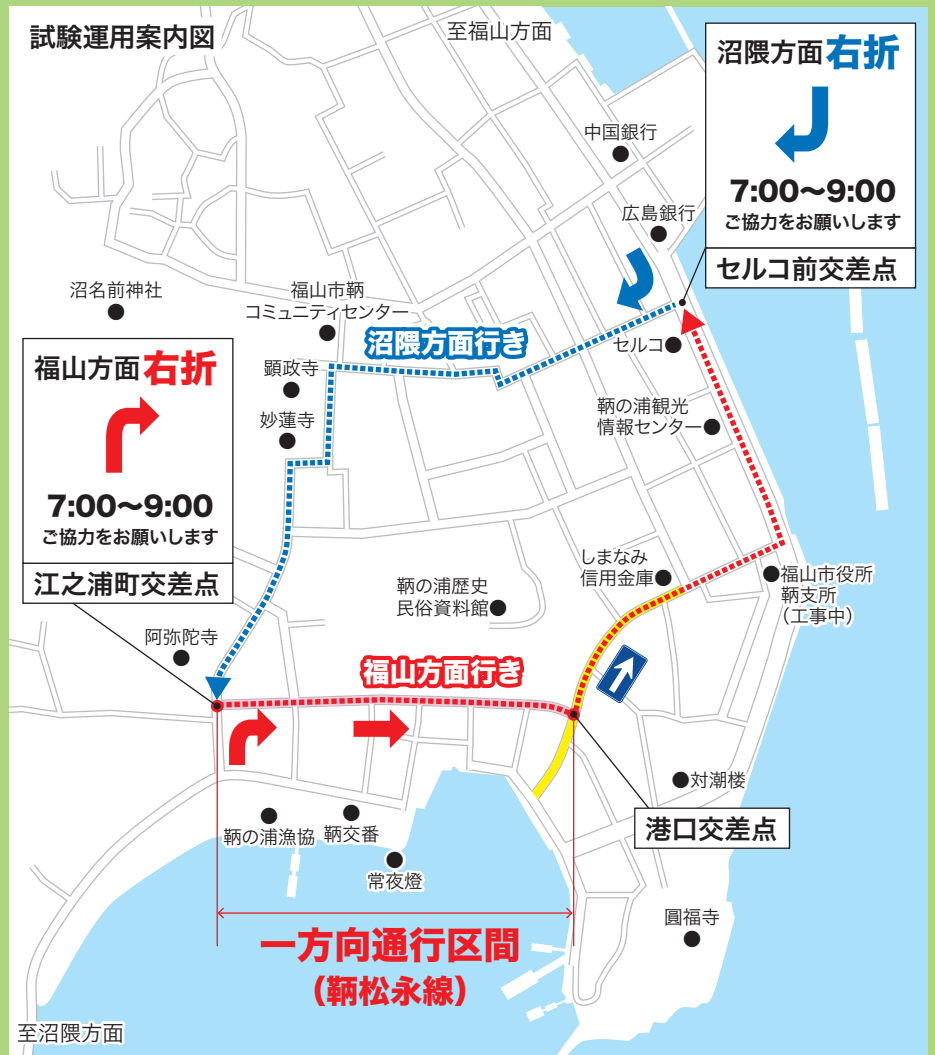 試験運用案内図
至福山方面
沼隈方面右折
7:00～9:00
ご協力をお願いします
セルコ前交差点
中国銀行
広島銀行
沼名前神社
福山市鞆
コミュニティセンター
沼隈方面行き
セルコ
福山方面右折
7:00～9:00
ご協力をお願いします
江之浦町交差点
顕政寺
妙蓮寺
鞆の浦観光
情報センター
しまなみ
信用金庫
福山市役所
鞆支所
（工事中）
鞆の浦歴史
民俗資料館
阿弥陀寺
福山方面行き
対潮楼
港口交差点
鞆の浦漁協
鞆交番
常夜燈
圓福寺
一方向通行区間
（鞆松永線）
至沼隈方面